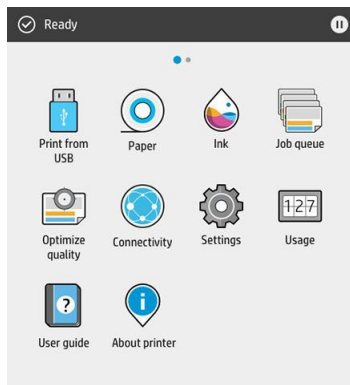 Ready
Print from
USB
Paper
Ink
Job queue
Optimize
quality
Connectivity
Settings
127
Usage
?
User guide
i
About printer